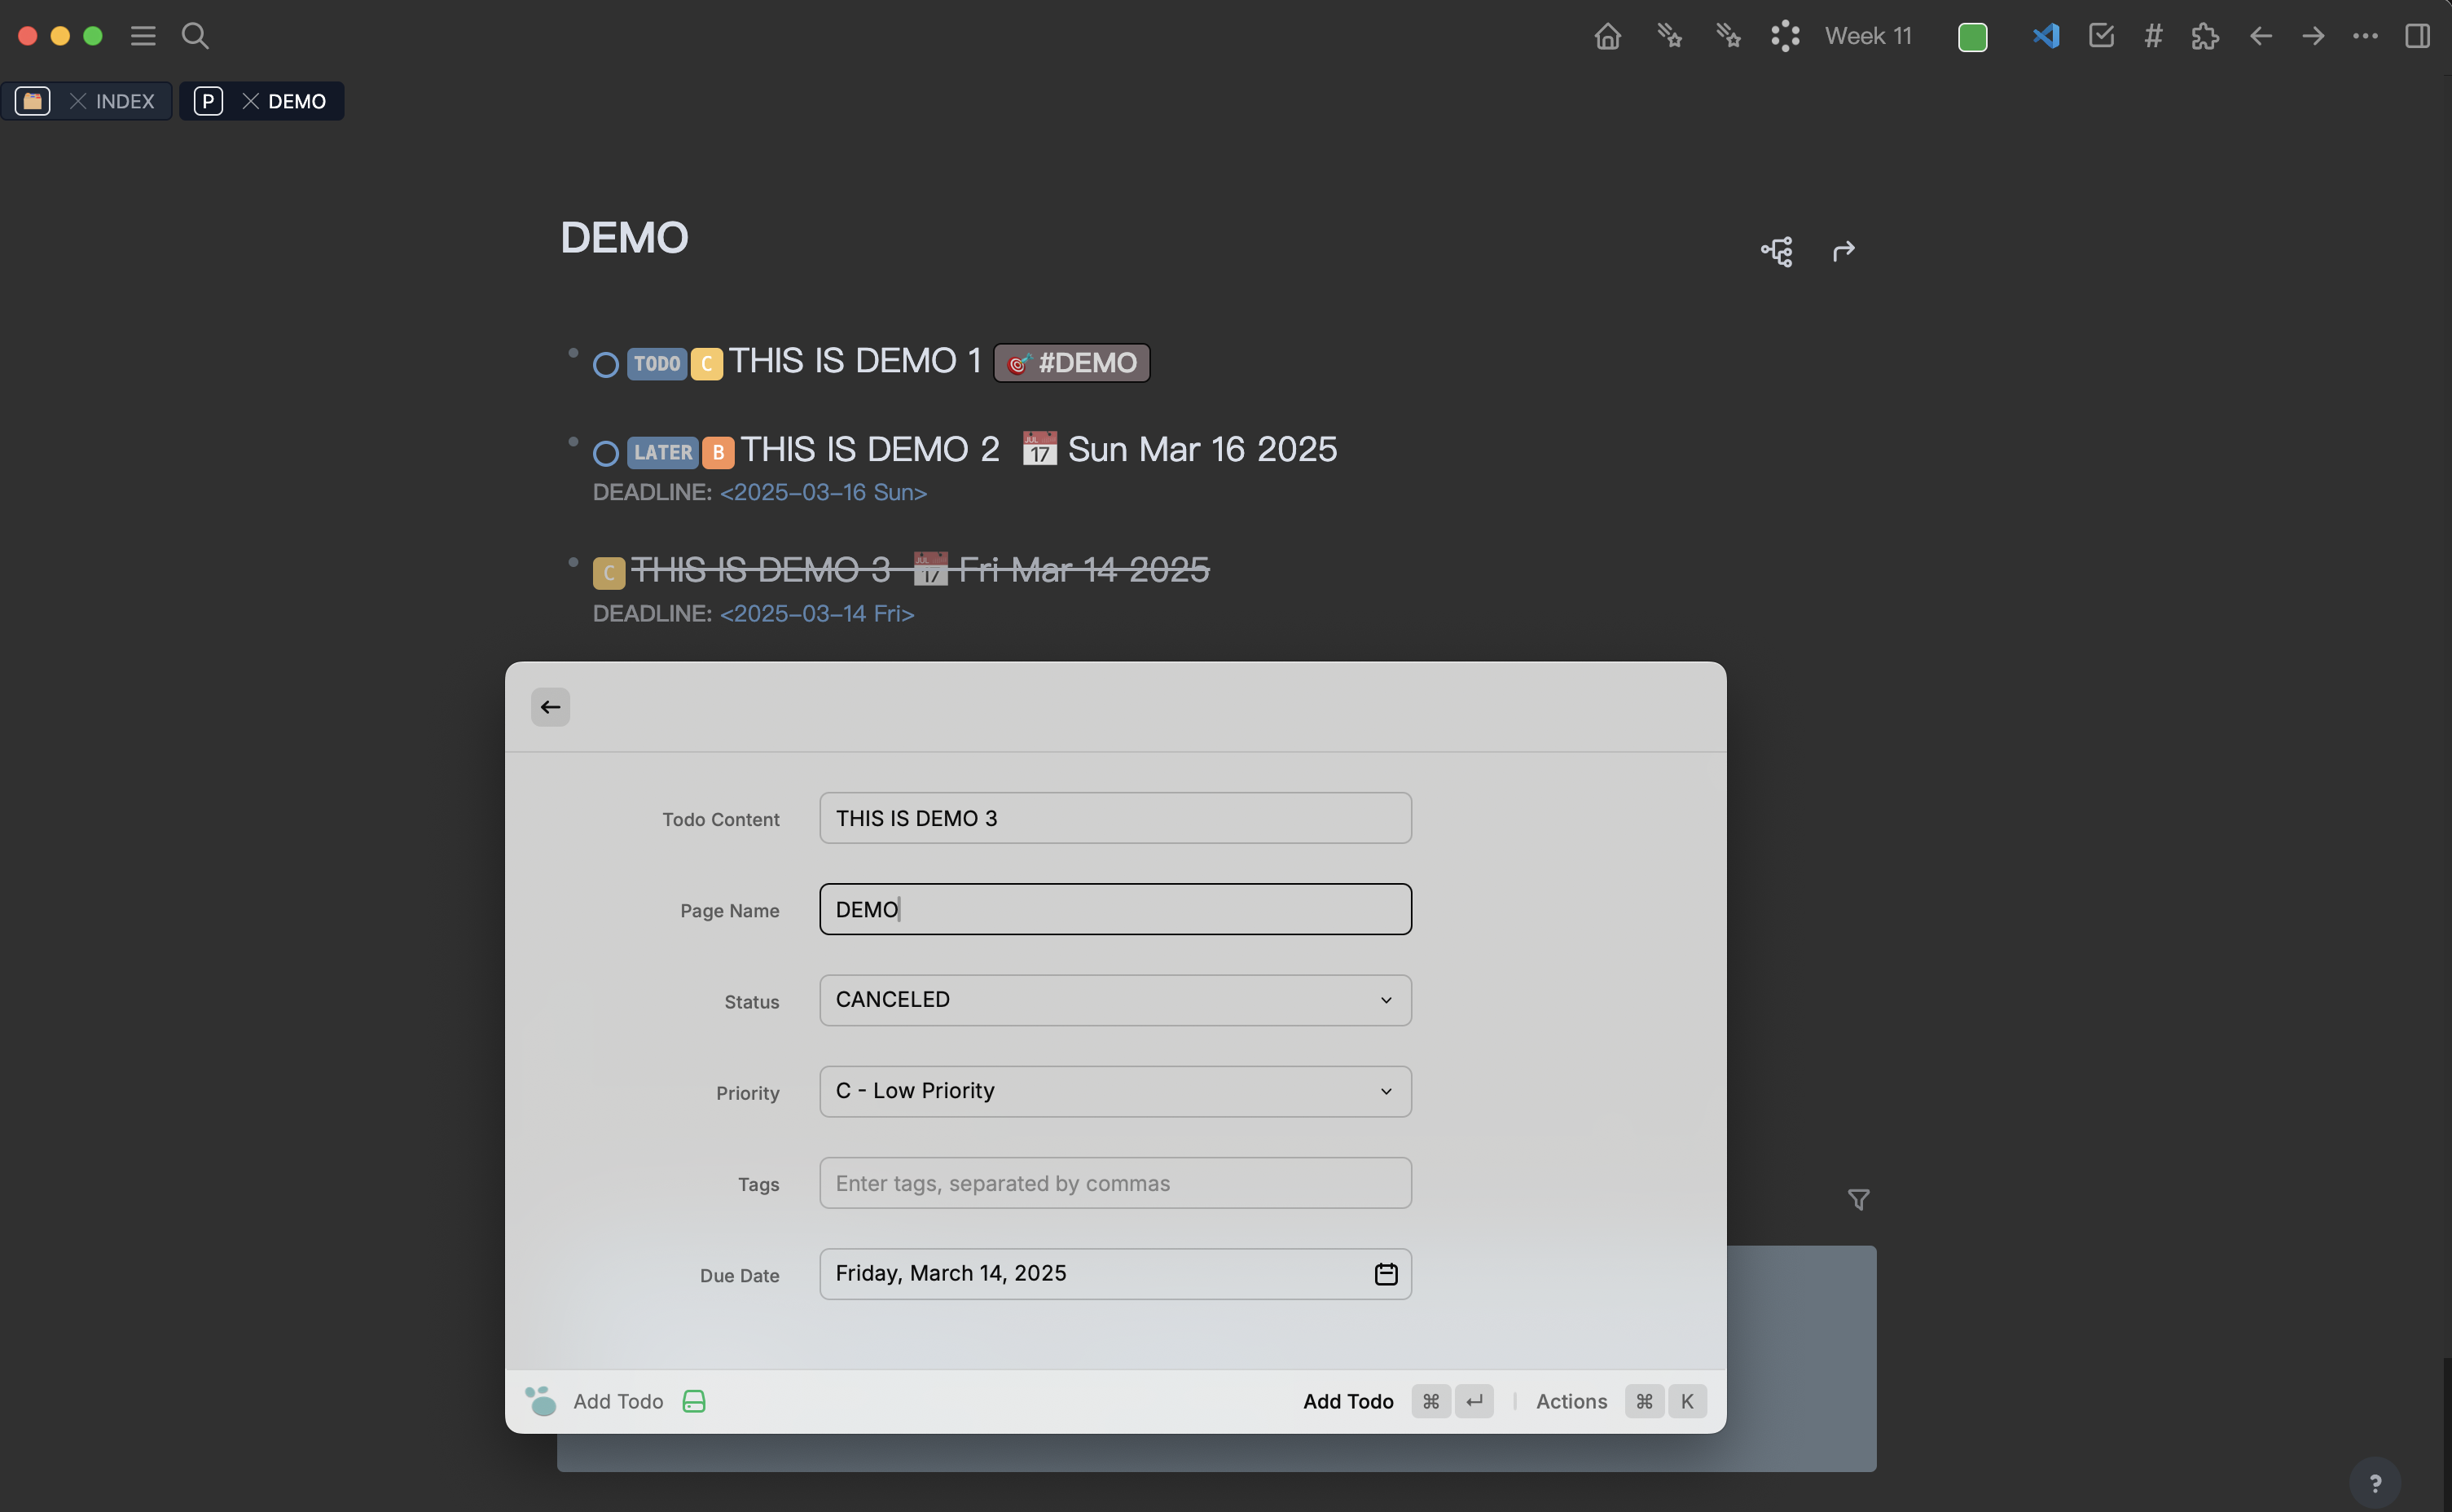 Week 11
INDEX
P DEMO
DEMO
TODO C THIS IS DEMO 1 #DEMO
LATER B THIS IS DEMO 2 JUL 17 Sun Mar 16 2025
DEADLINE: <2025-03-16 Sun>
C THIS IS DEMO 3 JUL 17 Fri Mar 14 2025
DEADLINE: <2025-03-14 Fri>
Todo Content THIS IS DEMO 3
Page Name DEMO
Status CANCELED
Priority C - Low Priority
Tags Enter tags, separated by commas
Due Date Friday, March 14, 2025
Add Todo Add Todo ⌘ ↵ Actions ⌘ K
?